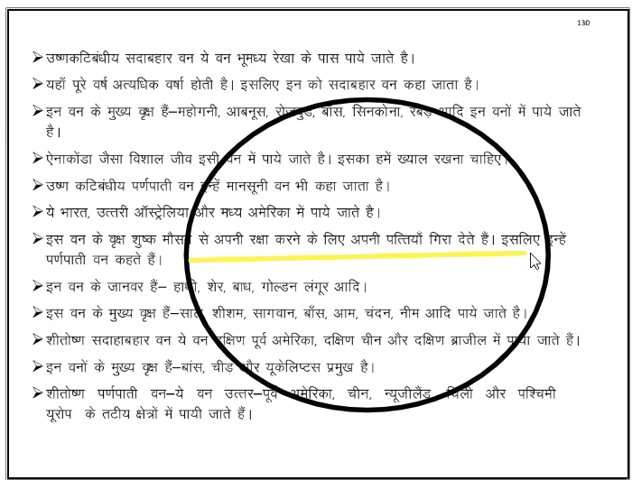 130
➢उष्णकटिबंधीय सदाबहार वन ये वन भूमध्य रेखा के पास पाये जाते है।
➢यहाँ पूरे वर्ष अत्यधिक वर्षा होती है। इसलिए इन को सदाबहार वन कहा जाता है।
➢इन वन के मुख्य वृक्ष हैं–महोगनी, आबनूस, रोजवुड, बांस, सिनकोना, रबड़ आदि इन वनों में पाये जाते
है।
➢ऐनाकोंडा जैसा विशाल जीव इसी वन में पाये जाते है। इसका हमें ख्याल रखना चाहिए।
➢उष्ण कटिबंधीय पर्णपाती वन इन्हें मानसूनी वन भी कहा जाता है।
➢ये भारत, उत्तरी ऑस्ट्रेलिया और मध्य अमेरिका में पाये जाते है।
➢इस वन के वृक्ष शुष्क मौसम से अपनी रक्षा करने के लिए अपनी पत्तियाँ गिरा देते हैं। इसलिए इन्हें
पर्णपाती वन कहते हैं।
➢इन वन के जानवर हैं– हाथी, शेर, बाघ, गोल्डन लंगूर आदि।
➢इस वन के मुख्य वृक्ष हैं–साल, शीशम, सागवान, बाँस, आम, चंदन, नीम आदि पाये जाते है।
➢शीतोष्ण सदाहाबहार वन ये वन दक्षिण पूर्व अमेरिका, दक्षिण चीन और दक्षिण ब्राजील में पाया जाते हैं।
➢इन वनों के मुख्य वृक्ष हैं–बांस, चीड़ और यूकेलिप्टस प्रमुख है।
➢शीतोष्ण पर्णपाती वन–ये वन उत्तर–पूर्व अमेरिका, चीन, न्यूजीलैंड, चिली और पश्चिमी
यूरोप के तटीय क्षेत्रों में पायी जाते हैं।